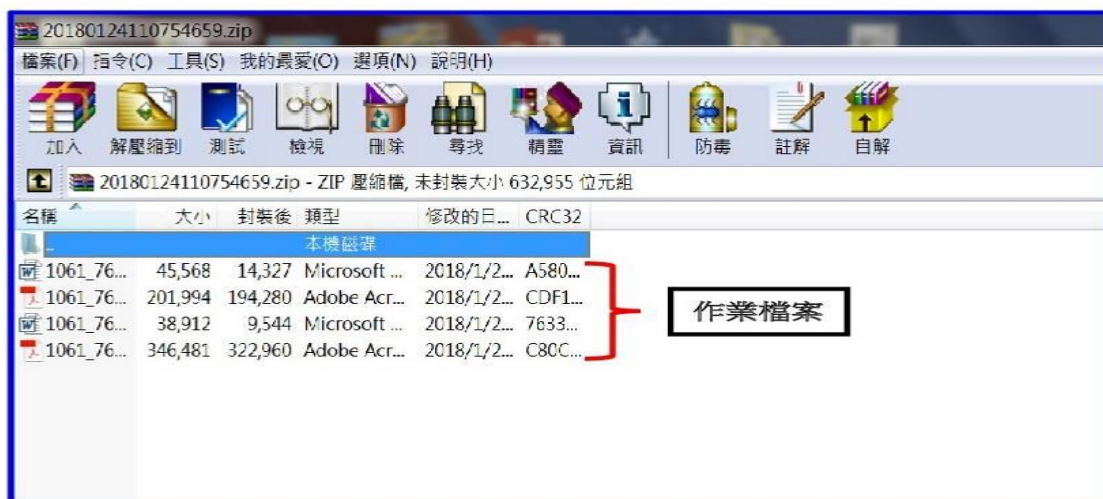 20180124110754659.zip
檔案(F) 指令(C) 工具(S) 我的最愛(O) 選項(N) 說明(H)
加入 解壓縮到 測試 檢視 刪除 尋找 精靈 資訊 防毒 註解 自解
20180124110754659.zip - ZIP 壓縮檔, 未封裝大小 632,955 位元組
名稱 大小 封裝後 類型 修改的日... CRC32
.. 本機磁碟
1061_76... 45,568 14,327 Microsoft ... 2018/1/2... A580...
1061_76... 201,994 194,280 Adobe Acr... 2018/1/2... CDF1...
1061_76... 38,912 9,544 Microsoft ... 2018/1/2... 7633...
1061_76... 346,481 322,960 Adobe Acr... 2018/1/2... C80C...
作業檔案